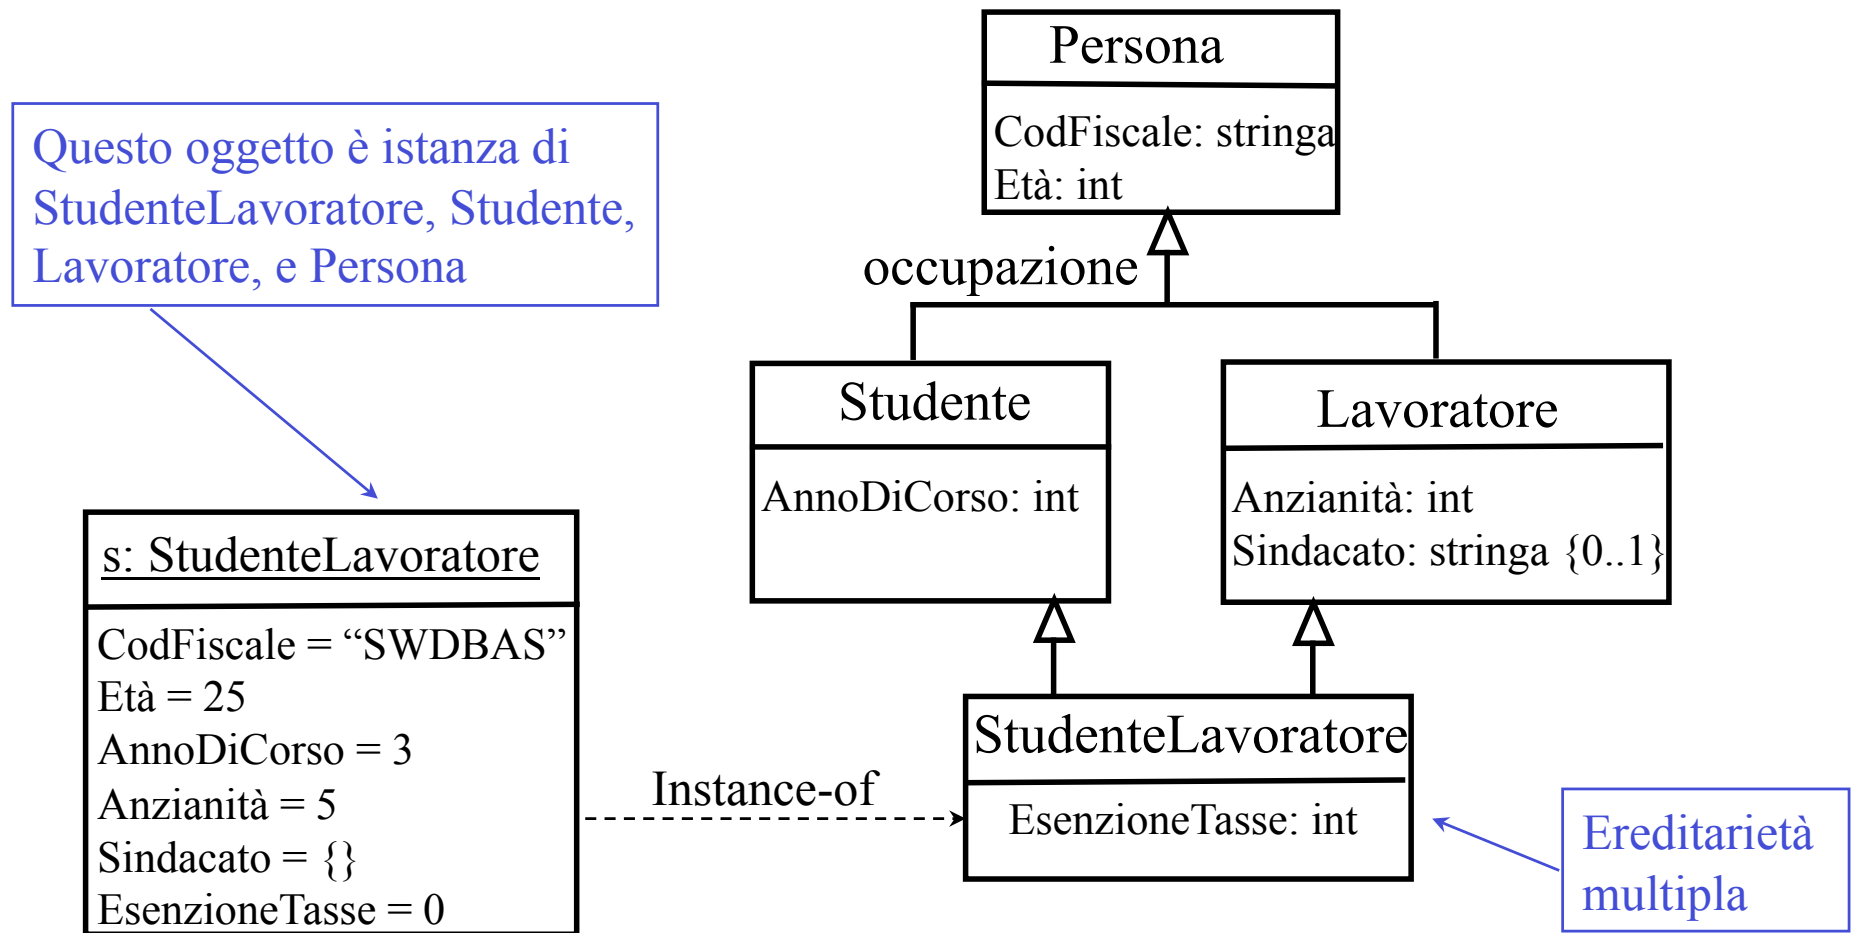 Persona
CodFiscale: stringa
Età: int
Questo oggetto è istanza di
StudenteLavoratore, Studente,
Lavoratore, e Persona
occupazione
Studente
AnnoDiCorso: int
Lavoratore
Anzianità: int
Sindacato: stringa {0..1}
s: StudenteLavoratore
CodFiscale = “SWDBAS”
Età = 25
AnnoDiCorso = 3
Anzianità = 5
Sindacato = {}
EsenzioneTasse = 0
Instance-of
StudenteLavoratore
EsenzioneTasse: int
Ereditarietà
multipla